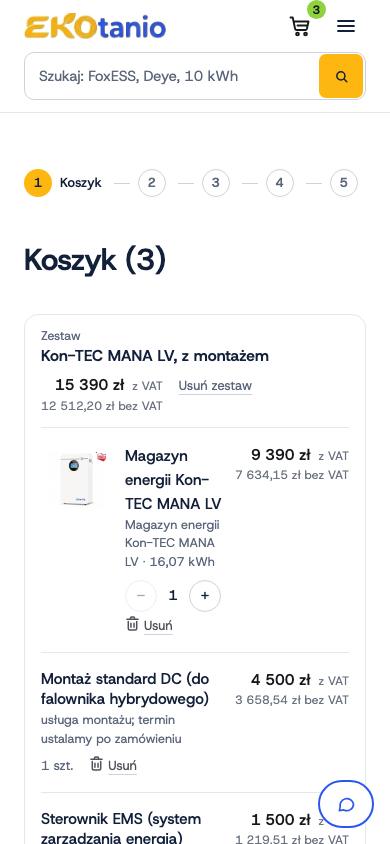 EKOtanio
3
Szukaj: FoxESS, Deye, 10 kWh
1 Koszyk 2 3 4 5
Koszyk (3)
Zestaw
Kon-TEC MANA LV, z montażem
15 390 zł z VAT Usuń zestaw
12 512,20 zł bez VAT
Magazyn energii Kon-TEC MANA LV
9 390 zł z VAT
7 634,15 zł bez VAT
Magazyn energii
Kon-TEC MANA
LV · 16,07 kWh
− 1 +
Usuń
Montaż standard DC (do
falownika hybrydowego)
4 500 zł z VAT
3 658,54 zł bez VAT
usługa montażu; termin
ustalamy po zamówieniu
1 szt. Usuń
Sterownik EMS (system
zarządzania energią)
1 500 zł z
1 219,51 zł bez VAT